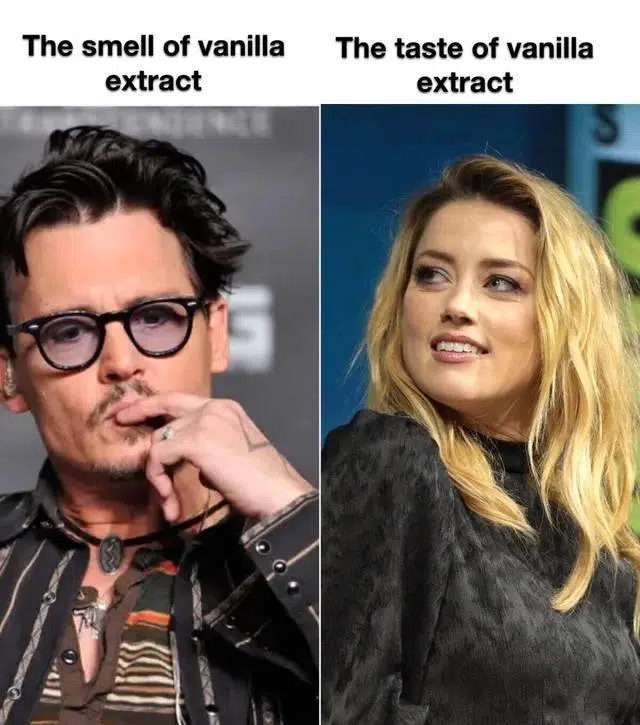 The smell of vanilla
extract
The taste of vanilla
extract